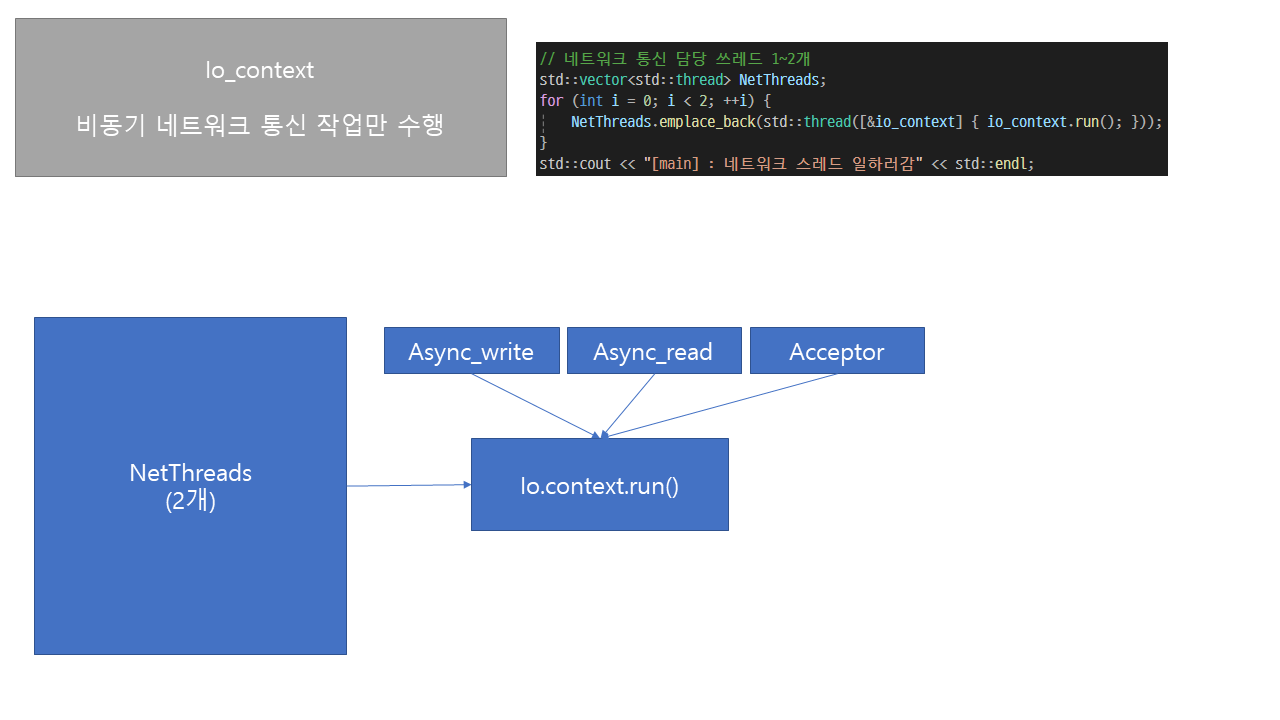 Io_context
비동기 네트워크 통신 작업만 수행
// 네트워크 통신 담당 쓰레드 1~2개
std::vector<std::thread> NetThreads;
for (int i = 0; i < 2; ++i) {
NetThreads.emplace_back(std::thread([&io_context] { io_context.run(); }));
}
std::cout << "[main] : 네트워크 스레드 일하러감" << std::endl;
Async_write
Async_read
Acceptor
NetThreads
(2개)
Io.context.run()